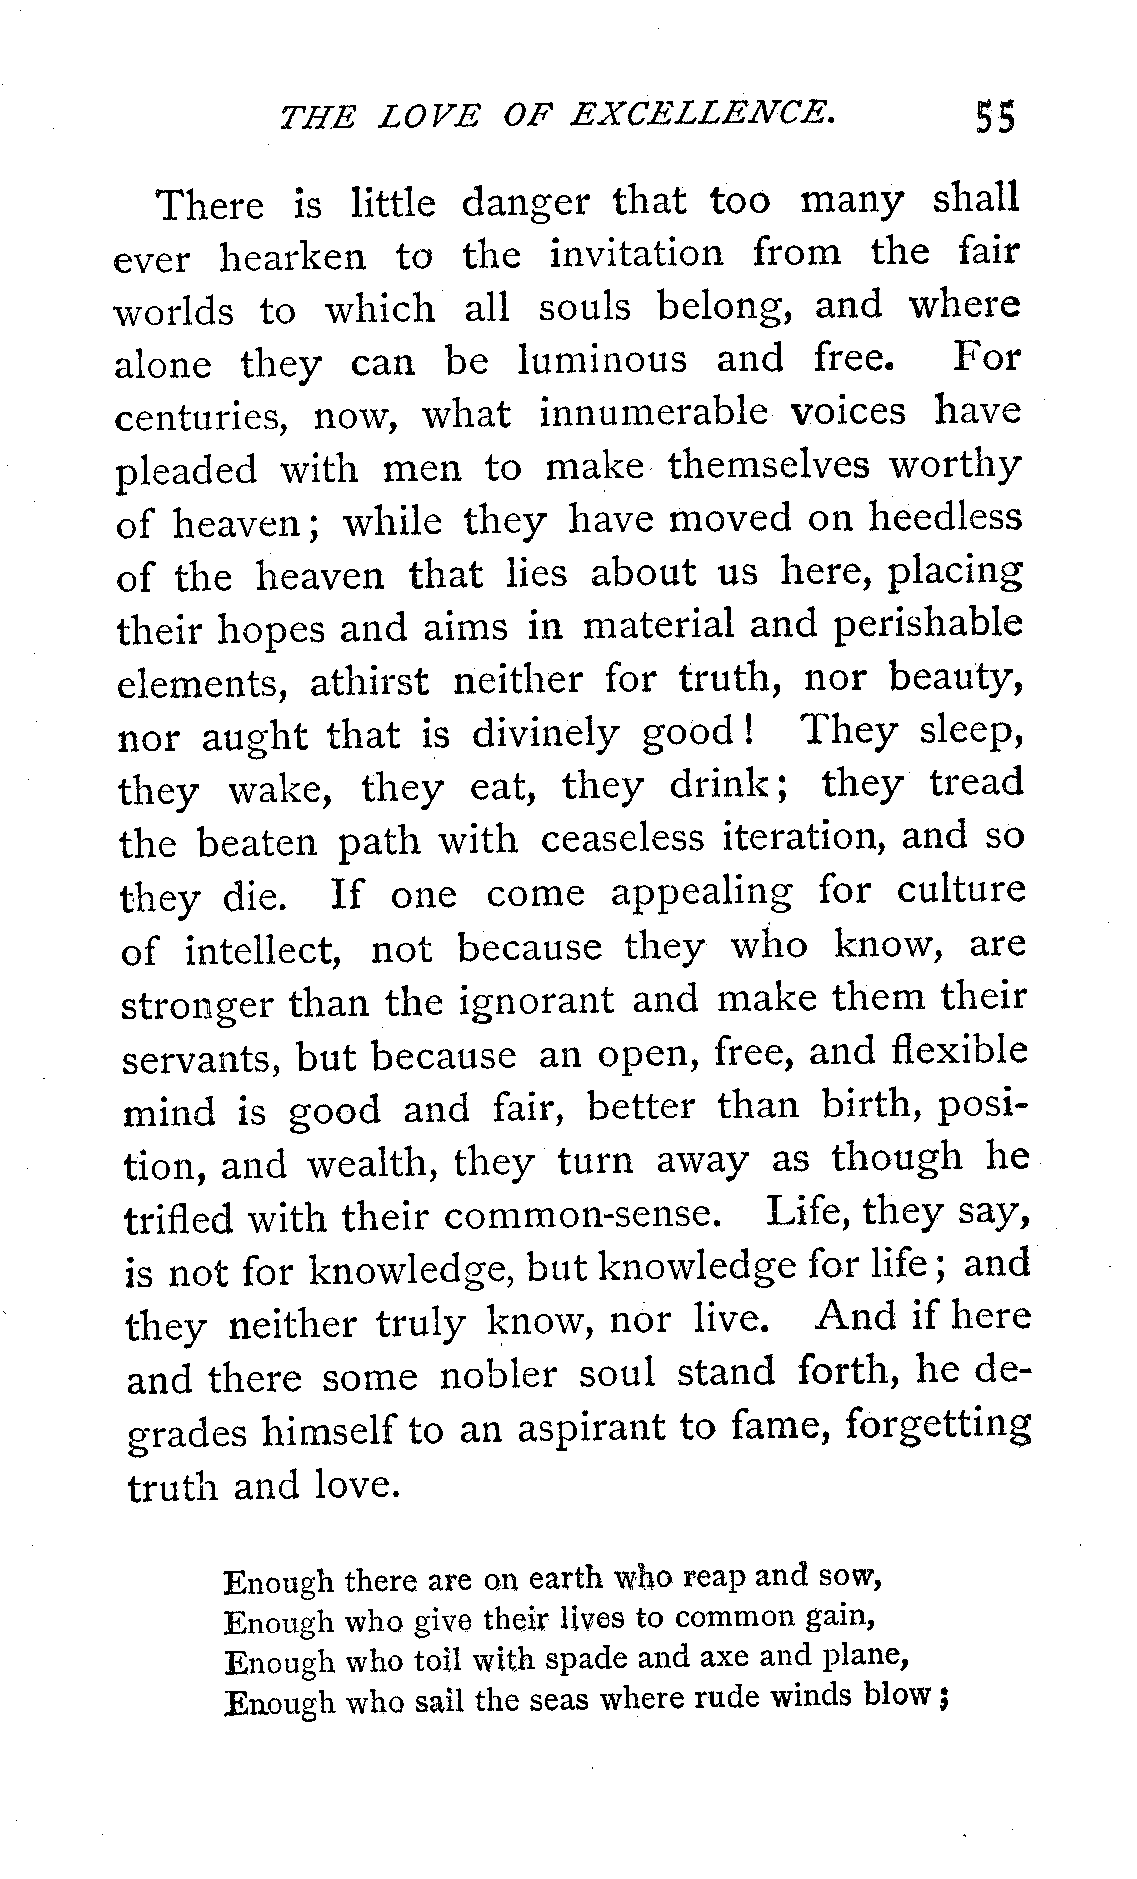 THE LOVE OF EXCELLENCE. 55
There is little danger that too many shall
ever hearken to the invitation from the fair
worlds to which all souls belong, and where
alone they can be luminous and free. For
centuries, now, what innumerable voices have
pleaded with men to make themselves worthy
of heaven; while they have moved on heedless
of the heaven that lies about us here, placing
their hopes and aims in material and perishable
elements, athirst neither for truth, nor beauty,
nor aught that is divinely good! They sleep,
they wake, they eat, they drink; they tread
the beaten path with ceaseless iteration, and so
they die. If one come appealing for culture
of intellect, not because they who know, are
stronger than the ignorant and make them their
servants, but because an open, free, and flexible
mind is good and fair, better than birth, posi-
tion, and wealth, they turn away as though he
trifled with their common-sense. Life, they say,
is not for knowledge, but knowledge for life; and
they neither truly know, nor live. And if here
and there some nobler soul stand forth, he de-
grades himself to an aspirant to fame, forgetting
truth and love.
Enough there are on earth who reap and sow,
Enough who give their lives to common gain,
Enough who toil with spade and axe and plane,
Enough who sail the seas where rude winds blow;